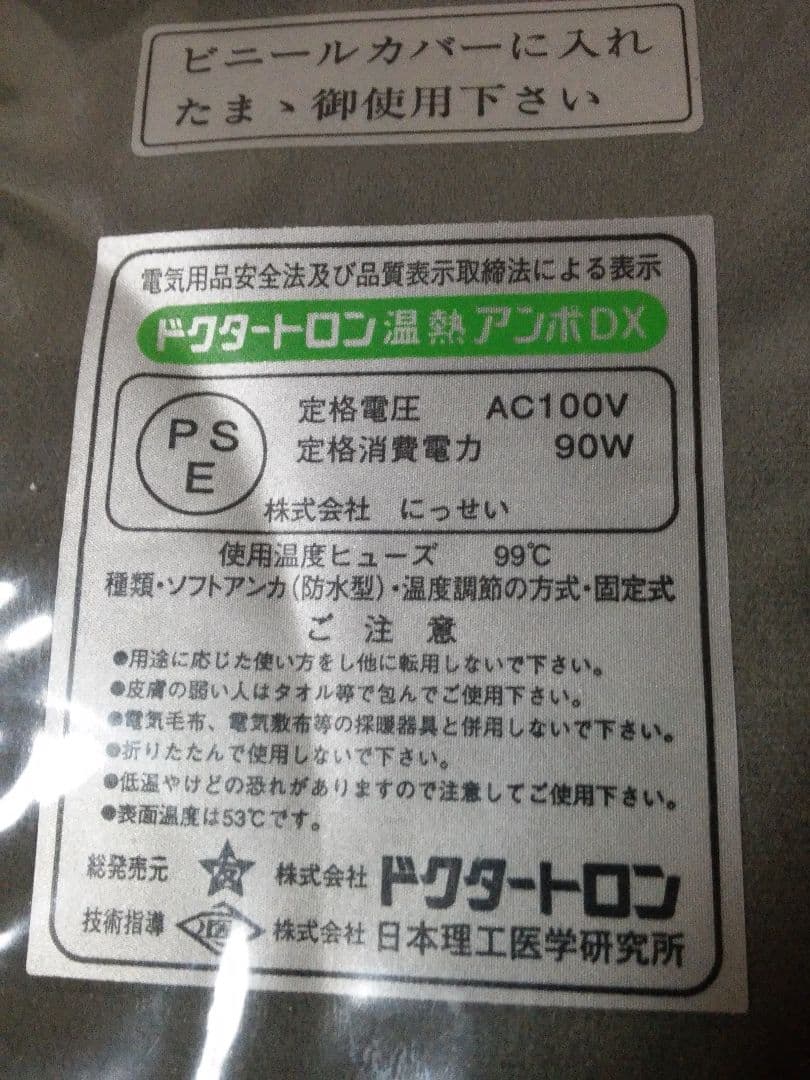 ビニールカバーに入れ
たまゝ御使用下さい
電気用品安全法及び品質表示取締法による表示
ドクタートロン温熱アンポDX
PSE
定格電圧 AC100V
定格消費電力 90W
株式会社 にっせい
使用温度ヒューズ 99℃
種類・ソフトアンカ(防水型)・温度調節の方式・固定式
ご注意
●用途に応じた使い方をし他に転用しないで下さい。
●皮膚の弱い人はタオル等で包んでご使用下さい。
●電気毛布、電気敷布等の採暖器具と併用しないで下さい。
●折りたたんで使用しないで下さい。
●低温やけどの恐れがありますので注意してご使用下さい。
●表面温度は53℃です。
総発売元 株式会社 ドクタートロン
技術指導 株式会社 日本理工医学研究所